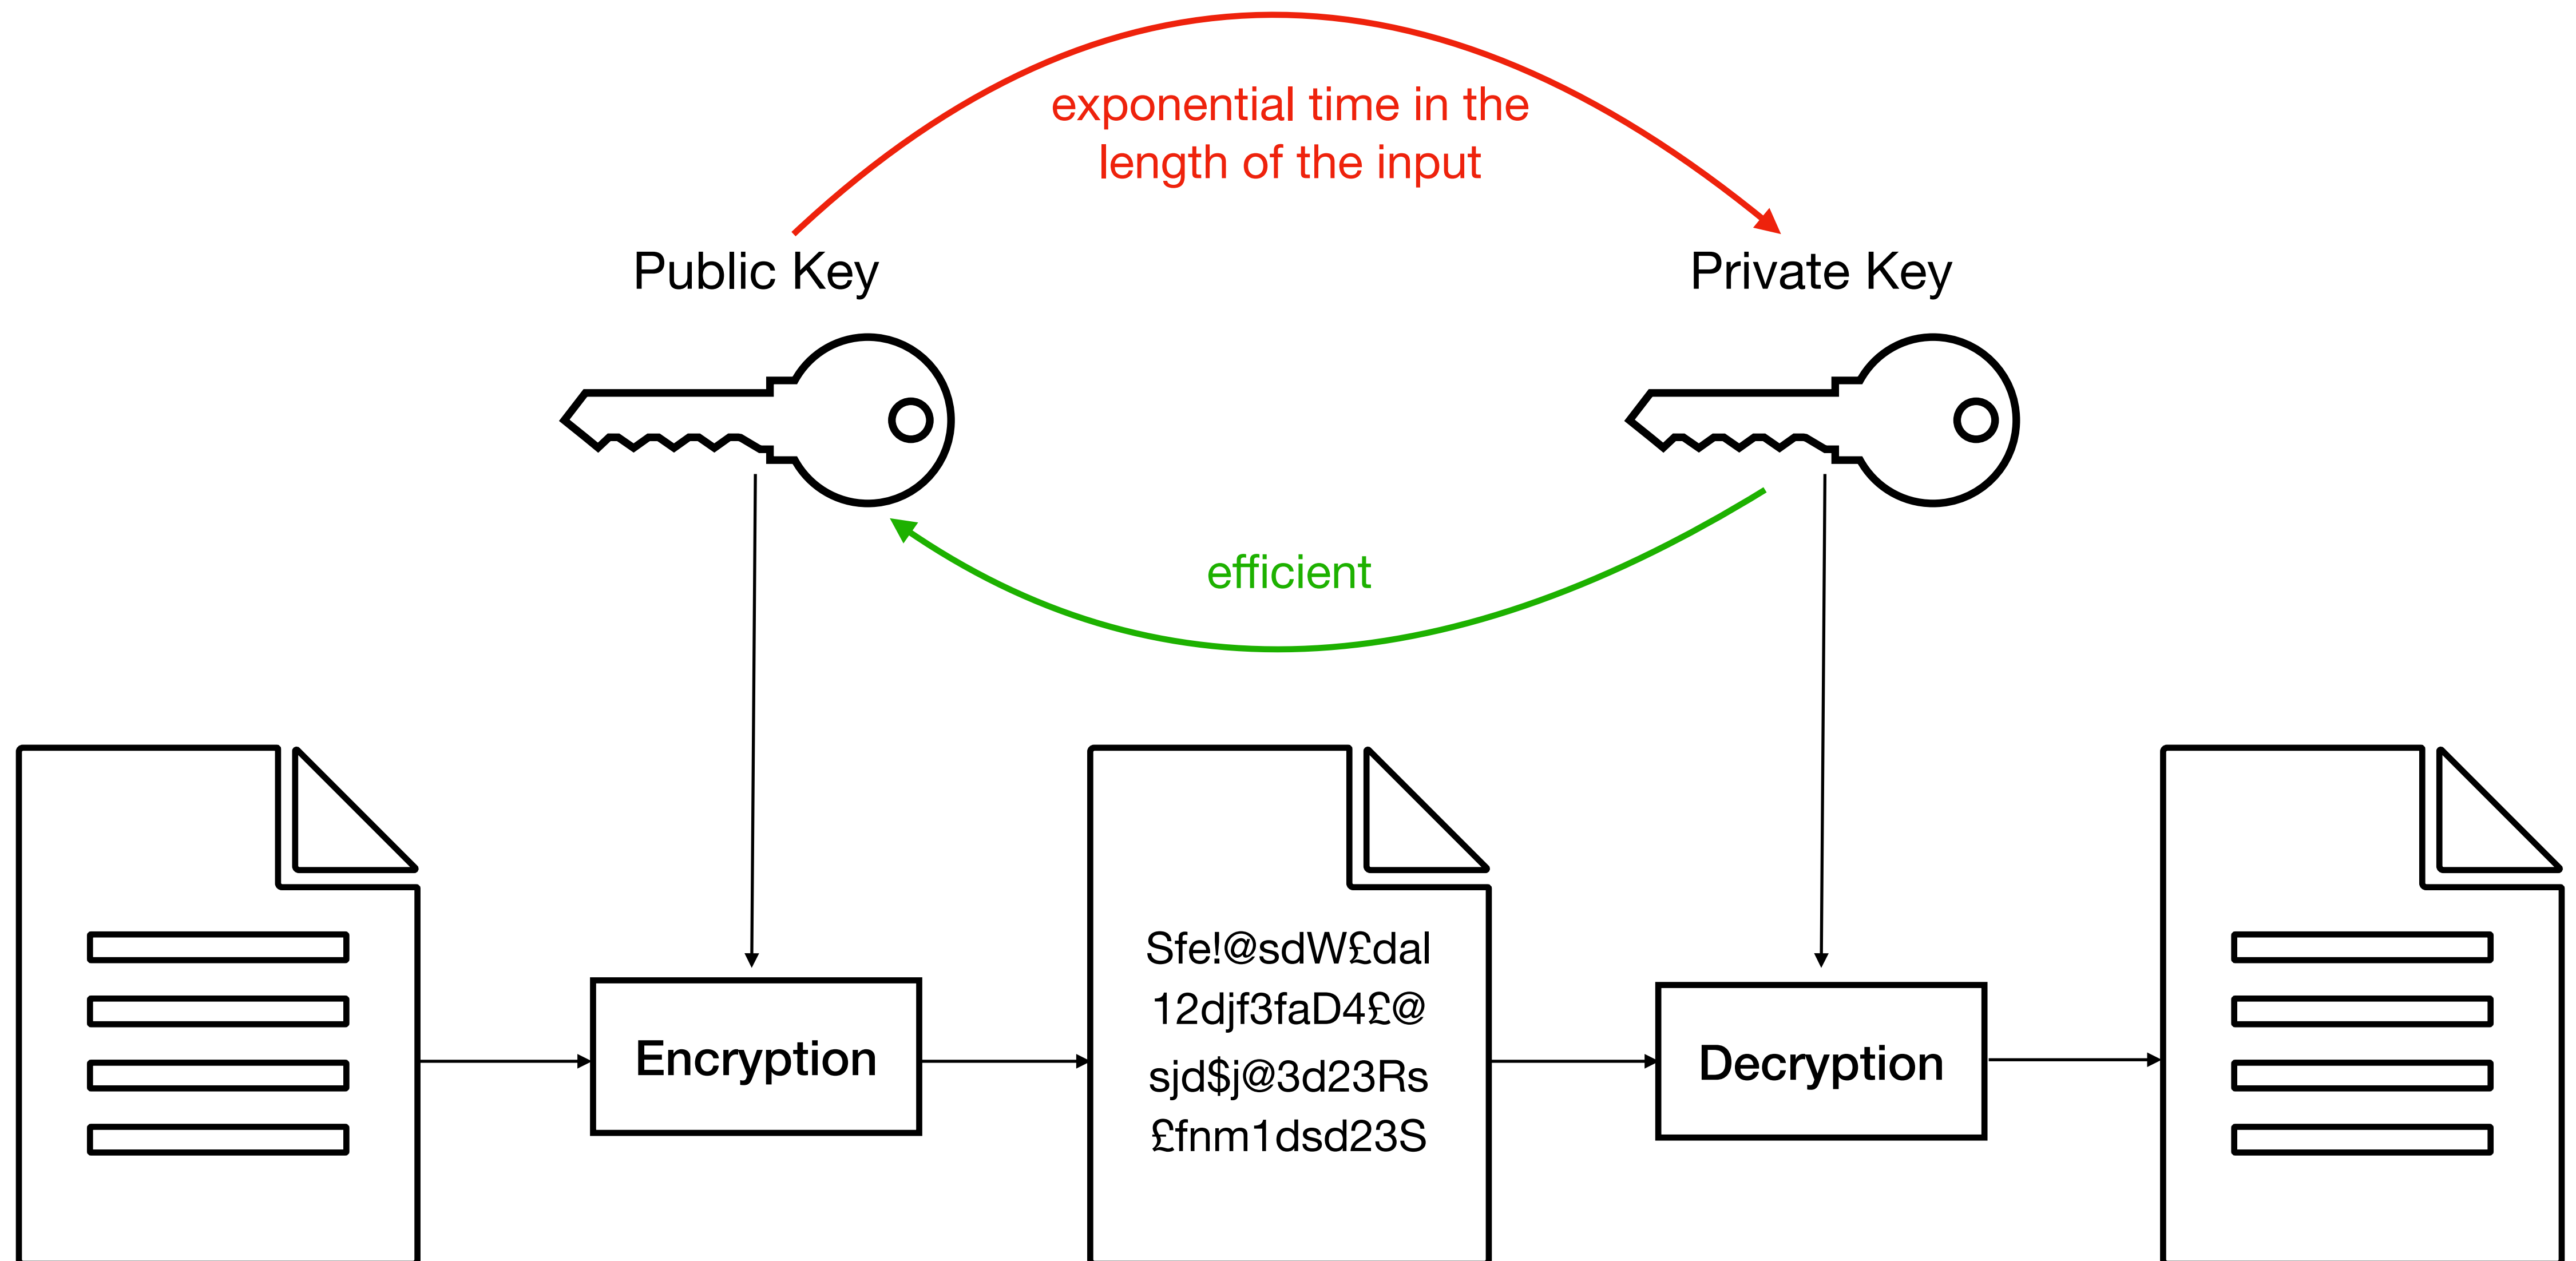 exponential time in the
length of the input
Public Key
Private Key
efficient
Sfe!@sdW£dal
12djf3faD4£@
Encryption
Decryption
sjd$j@3d23Rs
£fnm1dsd23S